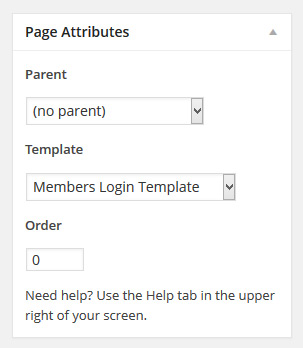 Page Attributes
Parent
(no parent)
Template
Members Login Template
Order
0
Need help? Use the Help tab in the upper
right of your screen.